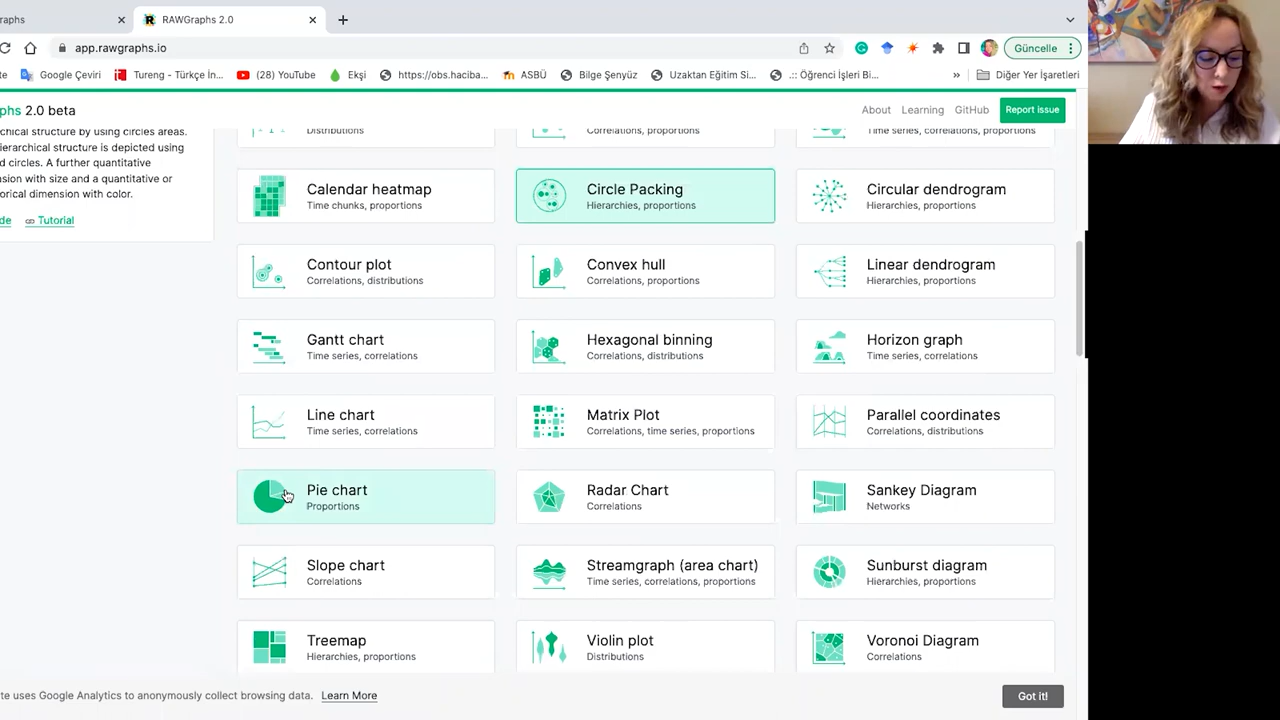 raphs
RAWGraphs 2.0
app.rawgraphs.io
Güncelle
te
Google Çeviri
Tureng - Türkçe İn...
(28) YouTube
Ekşi
https://obs.haciba...
ASBÜ
Bilge Şenyüz
Uzaktan Eğitim Si...
.:: Öğrenci İşleri Bi...
»
Diğer Yer İşaretleri
phs 2.0 beta
About
Learning
GitHub
Report issue
rchical structure by using circles areas.
hierarchical structure is depicted using
d circles. A further quantitative
nsion with size and a quantitative or
orical dimension with color.
de
Tutorial
Distributions
Correlations, proportions
Time series, correlations, proportions
Calendar heatmap
Time chunks, proportions
Circle Packing
Hierarchies, proportions
Circular dendrogram
Hierarchies, proportions
Contour plot
Correlations, distributions
Convex hull
Correlations, proportions
Linear dendrogram
Hierarchies, proportions
Gantt chart
Time series, correlations
Hexagonal binning
Correlations, distributions
Horizon graph
Time series, correlations
Line chart
Time series, correlations
Matrix Plot
Correlations, time series, proportions
Parallel coordinates
Correlations, distributions
Pie chart
Proportions
Radar Chart
Correlations
Sankey Diagram
Networks
Slope chart
Correlations
Streamgraph (area chart)
Time series, correlations, proportions
Sunburst diagram
Hierarchies, proportions
Treemap
Hierarchies, proportions
Violin plot
Distributions
Voronoi Diagram
Correlations
te uses Google Analytics to anonymously collect browsing data. Learn More
Got it!